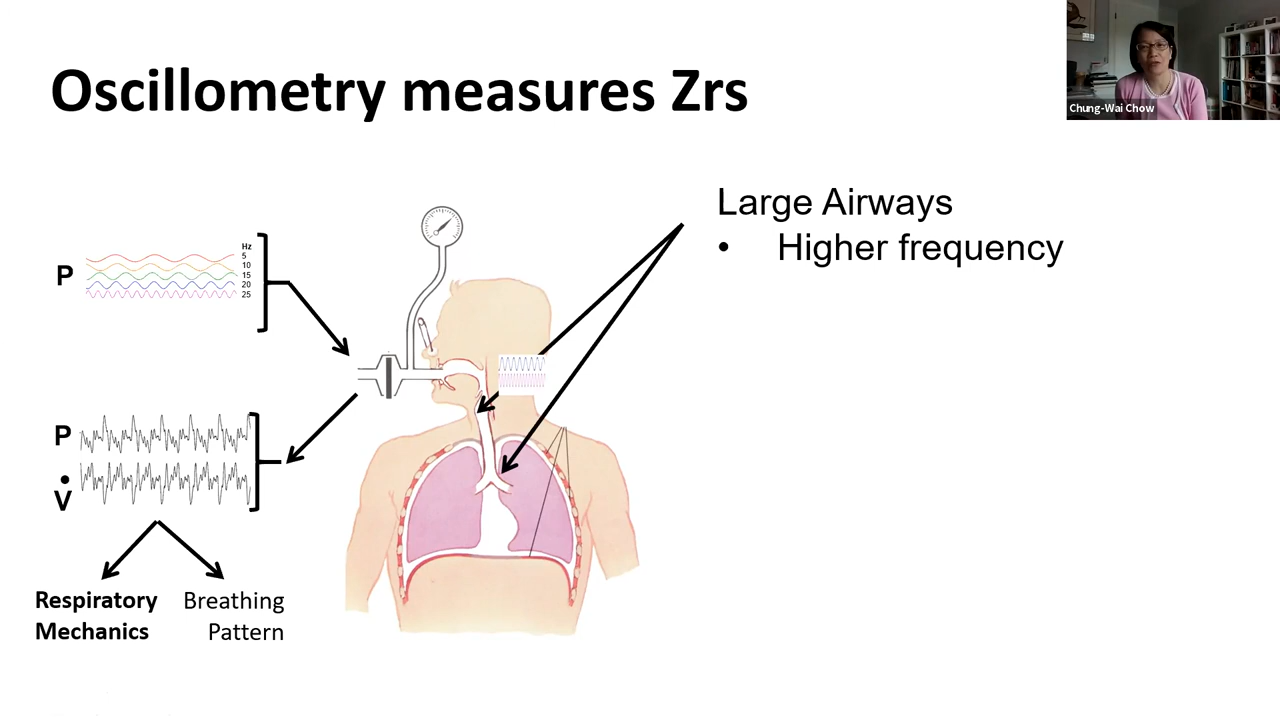 Oscillometry measures Zrs
Chung-Wai Chow
Large Airways
• Higher frequency
Hz
P
5
10
15
20
25
P
V̇
Respiratory
Mechanics
Breathing
Pattern